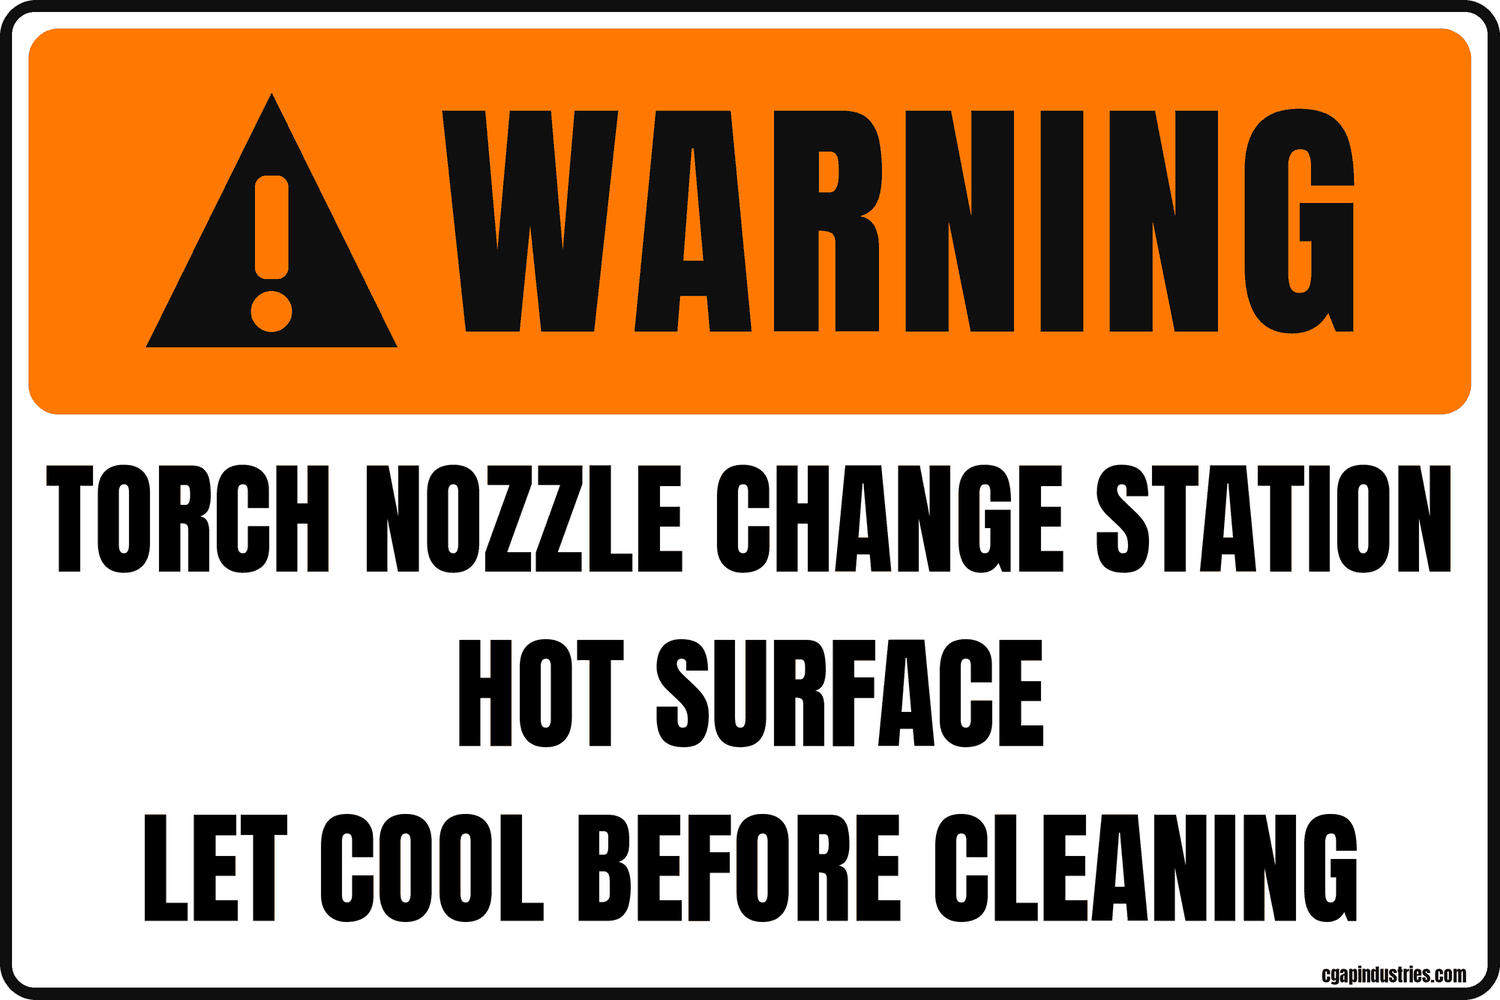 WARNING
TORCH NOZZLE CHANGE STATION
HOT SURFACE
LET COOL BEFORE CLEANING
cgapindustries.com